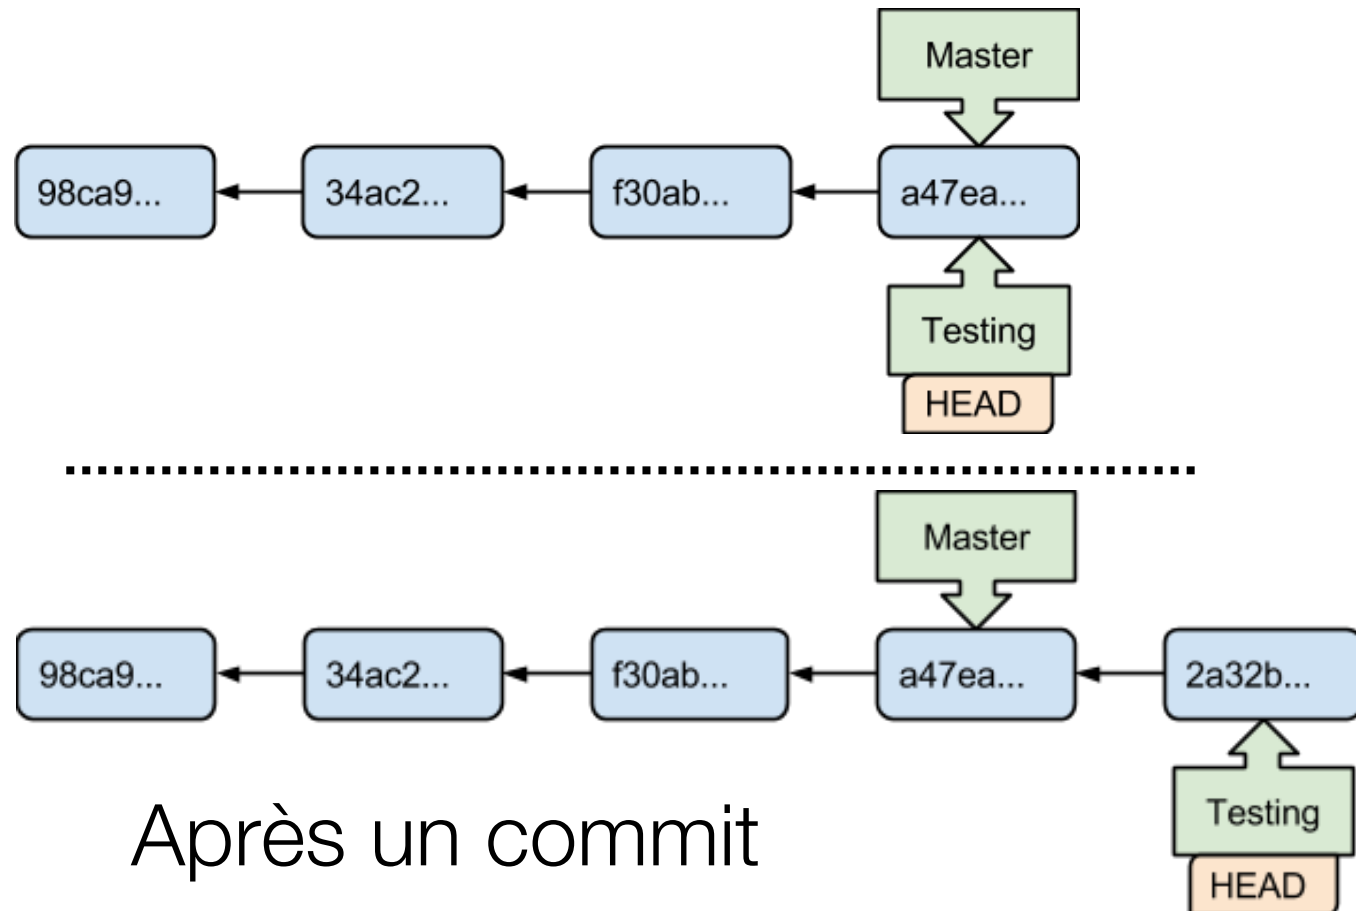 Master
98ca9...
34ac2...
f30ab...
a47ea...
Testing
HEAD
Master
98ca9...
34ac2...
f30ab...
a47ea...
2a32b...
Testing
Après un commit
HEAD